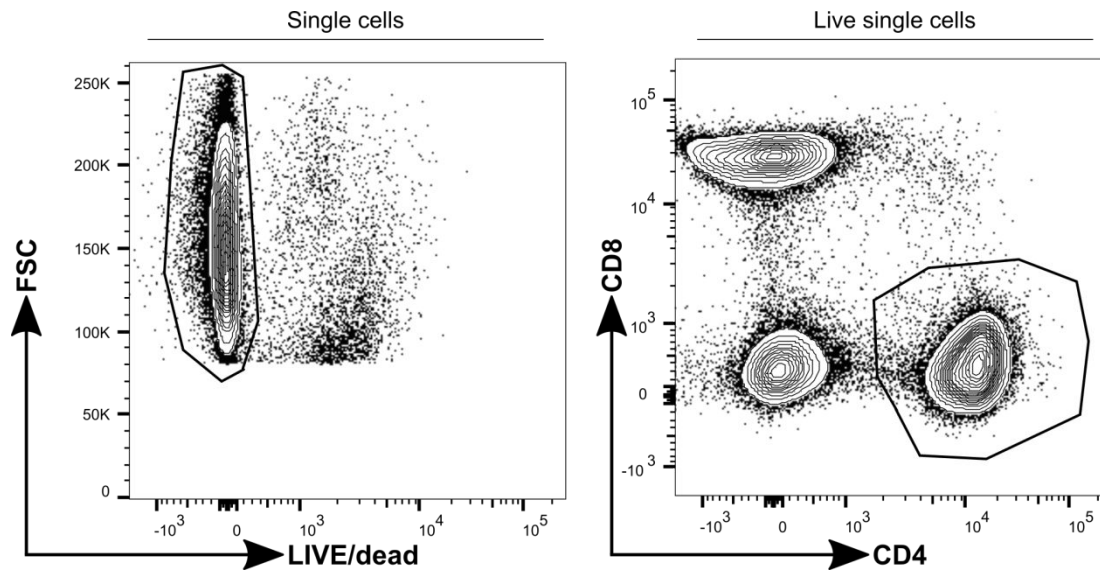 Single cells
Live single cells
250K
200K
150K
100K
50K
0
FSC
-10³ 0 10³ 10⁴ 10⁵
LIVE/dead
10⁵
10⁴
10³
0
-10³
CD8
-10³ 0 10³ 10⁴ 10⁵
CD4